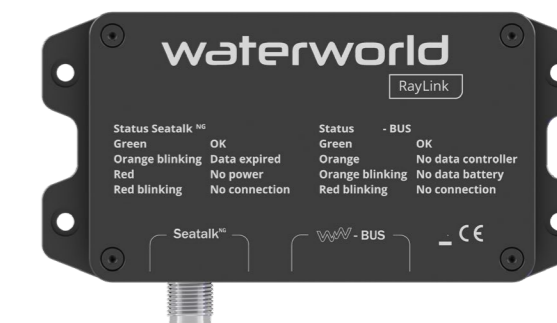 waterworld
RayLink
Status Seatalk NG
Green OK
Orange blinking Data expired
Red No power
Red blinking No connection
Status - BUS
Green OK
Orange No data controller
Orange blinking No data battery
Red blinking No connection
Seatalk NG
WW - BUS
CE